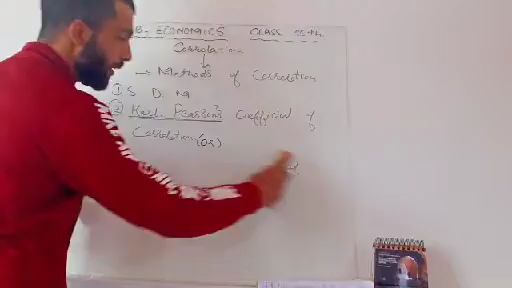 ECONOMICS CLASS 11th
Correlation
→ Methods of Correlation
① S D M
② Karl Pearson's Coefficient of
Correlation (OR)